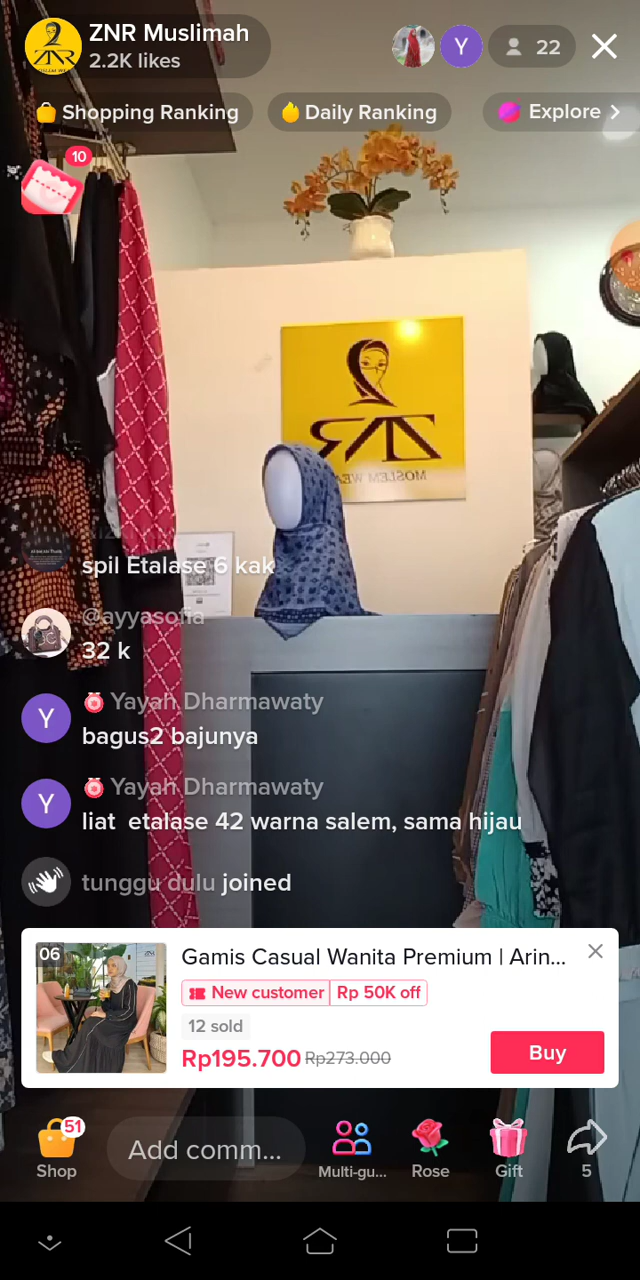 ZNR Muslimah
2.2K likes
Y
22
Shopping Ranking
Daily Ranking
Explore
10
ZNR
MOSLEM WEA
spil Etalase 6 kak
@ayyasofia
32 k
Y
Yayah Dharmawaty
bagus2 bajunya
Y
Yayah Dharmawaty
liat etalase 42 warna salem, sama hijau
tunggu dulu joined
06
Gamis Casual Wanita Premium | Arin...
New customer Rp 50K off
12 sold
Rp195.700 Rp273.000
Buy
51
Shop
Add comm...
Multi-gu...
Rose
Gift
5